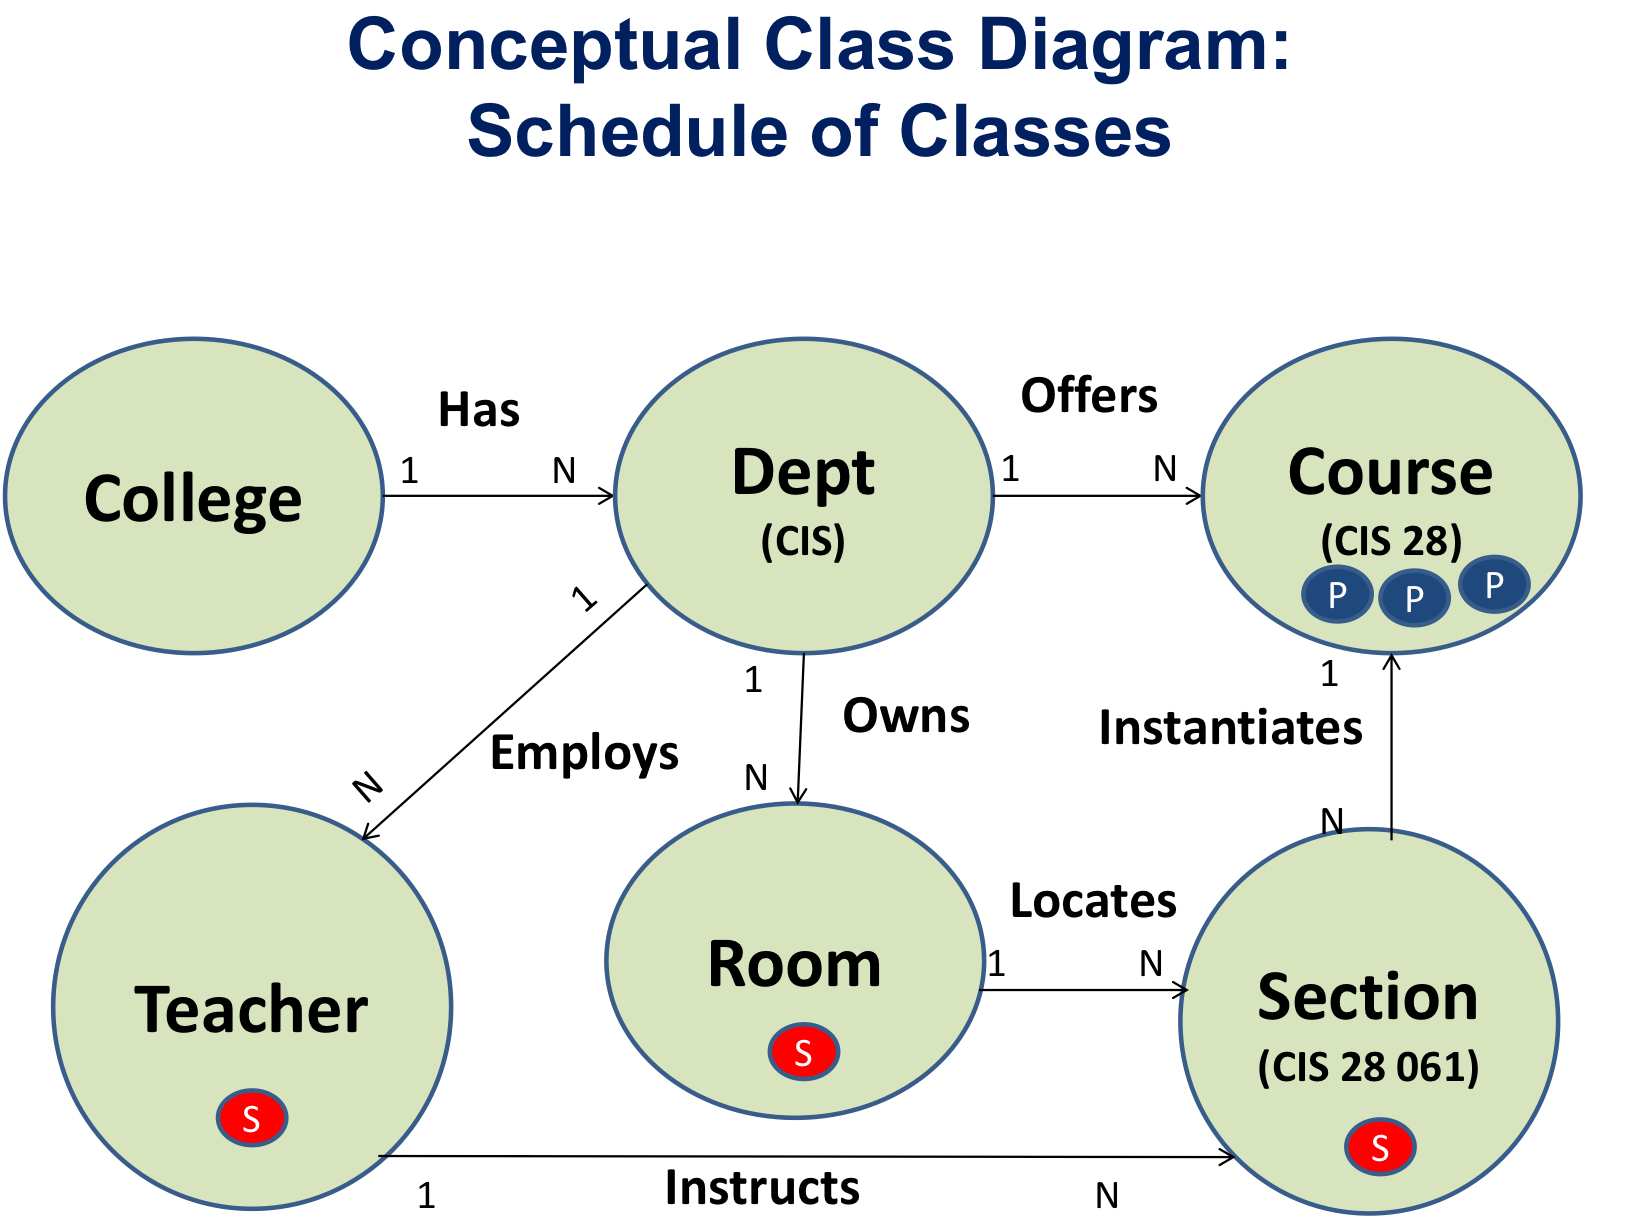 Conceptual Class Diagram:
Schedule of Classes
Has
Offers
College
1
N
Dept
(CIS)
1
N
Course
(CIS 28)
P
P
P
1
1
1
Employs
Owns
Instantiates
N
N
N
Teacher
S
Room
S
Locates
1
N
Section
(CIS 28 061)
S
1
Instructs
N